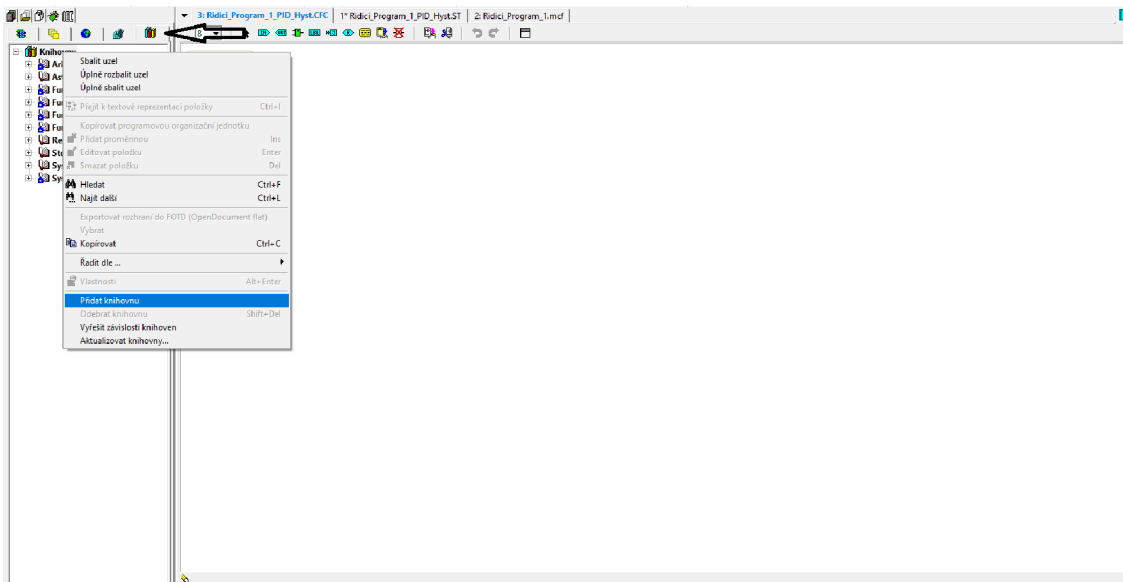 3: Ridici_Program_1_PID_Hyst.CFC 1* Ridici_Program_1_PID_Hyst.ST 2: Ridici_Program_1.mcf
8
Knihovny
Sbalit uzel
Úplně rozbalit uzel
Úplně sbalit uzel
Přejít k textové reprezentaci položky Ctrl+I
Kopírovat programovou organizační jednotku
Přidat proměnnou Ins
Editovat položku Enter
Smazat položku Del
Hledat Ctrl+F
Najít další Ctrl+L
Exportovat rozhraní do FOTD (OpenDocument flat)
Vybrat
Kopírovat Ctrl+C
Řadit dle ...
Vlastnosti Alt+Enter
Přidat knihovnu
Odebrat knihovnu Shift+Del
Vyřešit závislosti knihoven
Aktualizovat knihovny...